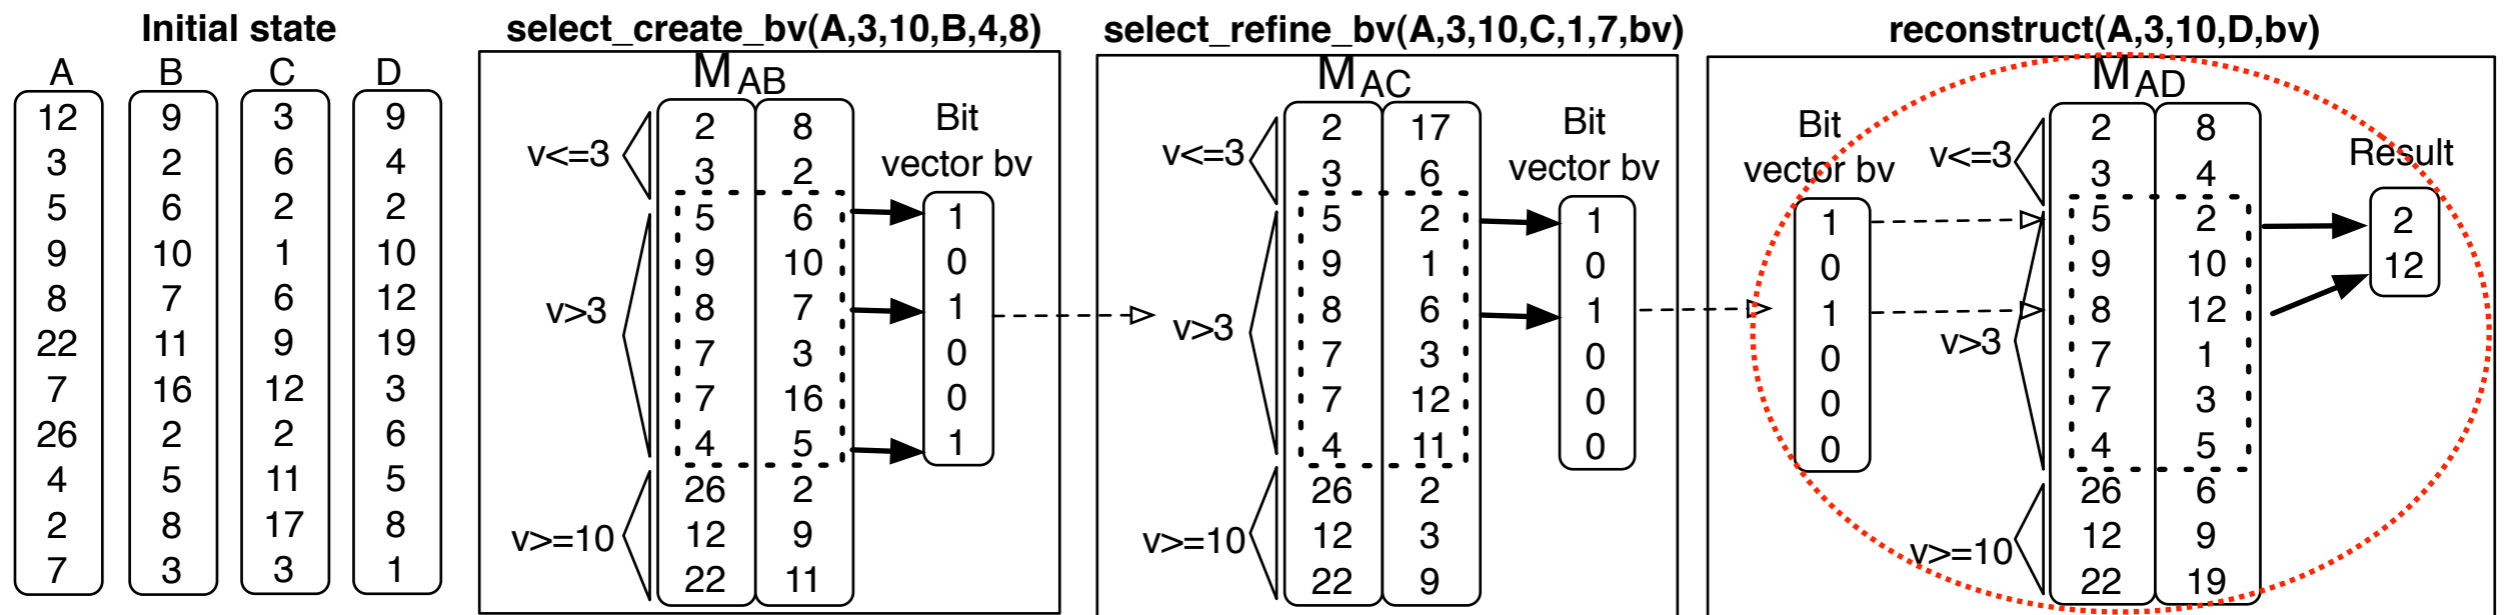 Initial state
A B C D
12 9 3 9
3 2 6 4
5 6 2 2
9 10 1 10
8 7 6 12
22 11 9 19
7 16 12 3
26 2 2 6
4 5 11 5
2 8 17 8
7 3 3 1
select_create_bv(A,3,10,B,4,8)
M AB
v<=3
v>3
v>=10
2 8
3 2
5 6
9 10
8 7
7 3
7 16
4 5
26 2
12 9
22 11
Bit
vector bv
1
0
1
0
0
1
select_refine_bv(A,3,10,C,1,7,bv)
M AC
v<=3
v>3
v>=10
2 17
3 6
5 2
9 1
8 6
7 3
7 12
4 11
26 2
12 3
22 9
Bit
vector bv
1
0
1
0
0
0
reconstruct(A,3,10,D,bv)
Bit
vector bv
1
0
1
0
0
0
M AD
v<=3
v>3
v>=10
2 8
3 4
5 2
9 10
8 12
7 1
7 3
4 5
26 6
12 9
22 19
Result
2
12